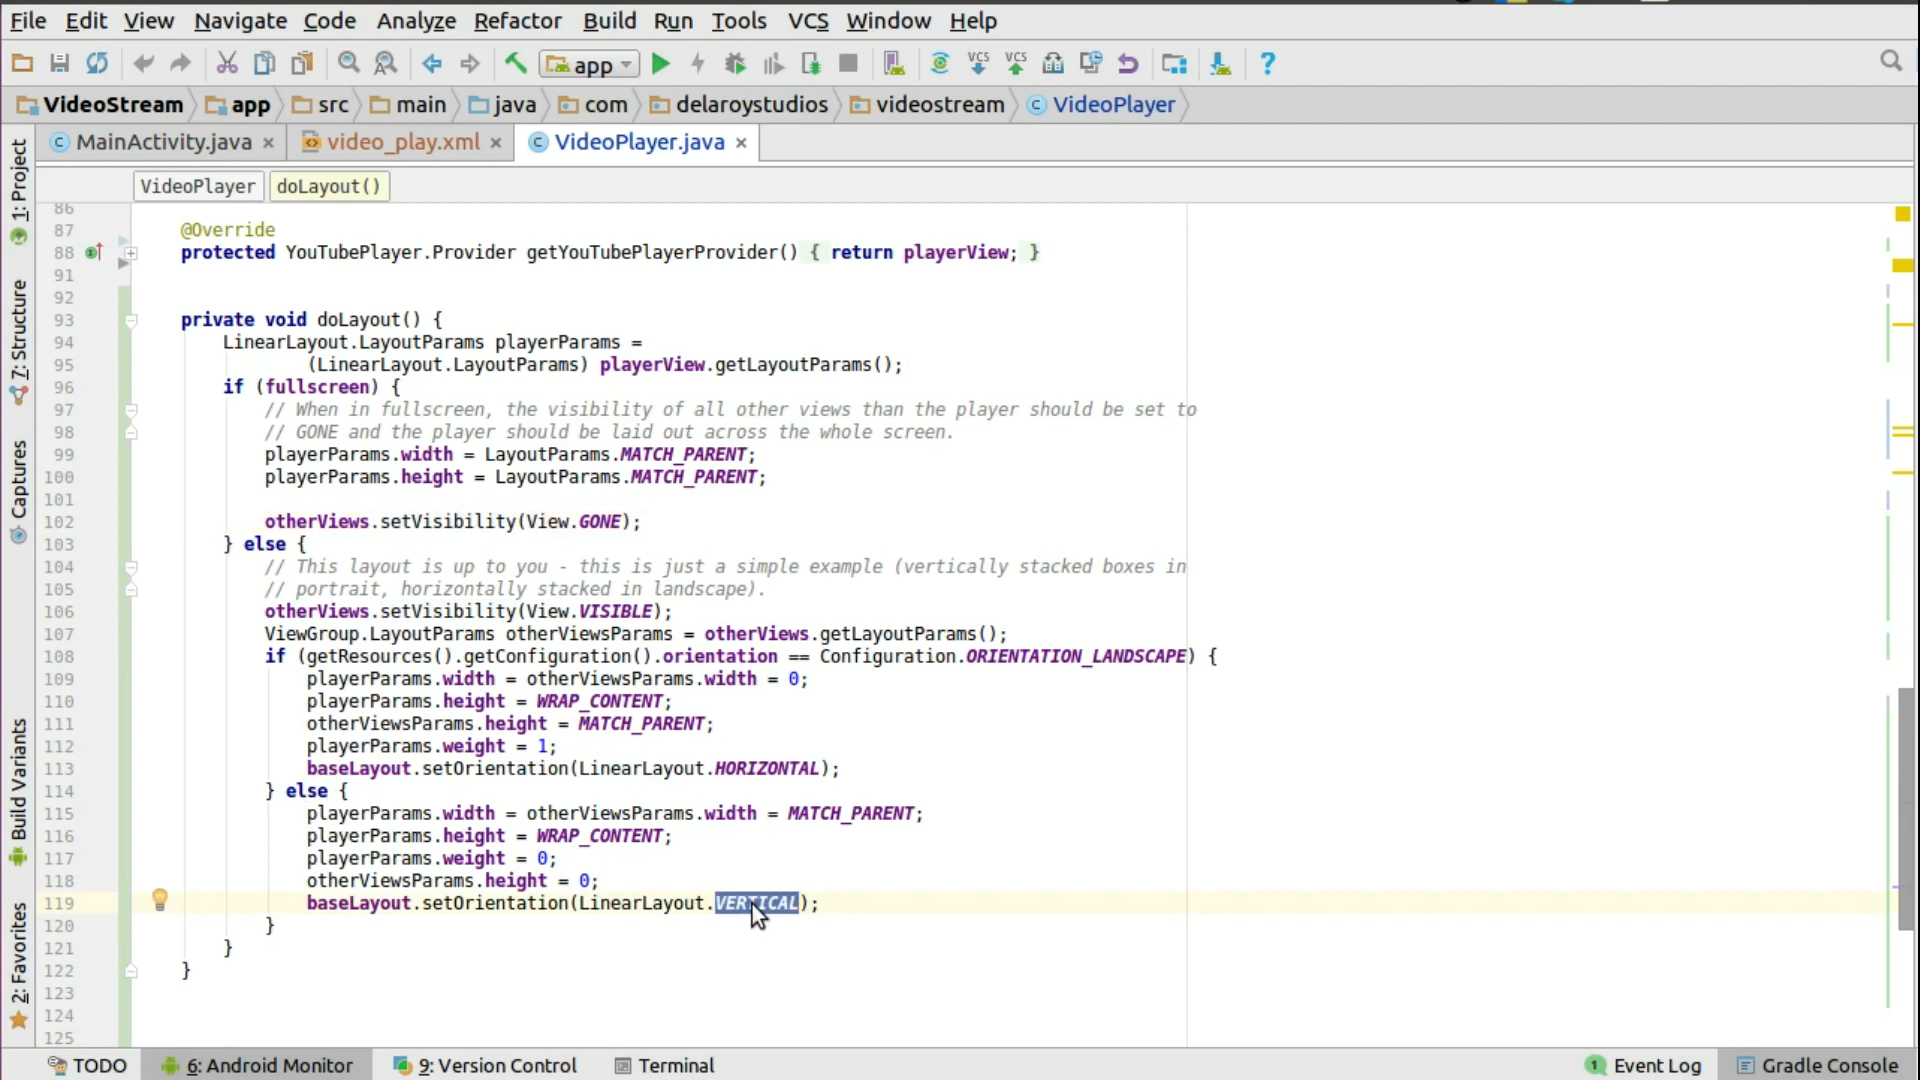 File Edit View Navigate Code Analyze Refactor Build Run Tools VCS Window Help
app VCS VCS ?
VideoStream app src main java com delaroystudios videostream VideoPlayer
MainActivity.java video_play.xml VideoPlayer.java
VideoPlayer doLayout()
1: Project
7: Structure
Captures
Build Variants
2: Favorites
86
87 @Override
88 protected YouTubePlayer.Provider getYouTubePlayerProvider() { return playerView; }
91
92
93 private void doLayout() {
94 LinearLayout.LayoutParams playerParams =
95 (LinearLayout.LayoutParams) playerView.getLayoutParams();
96 if (fullscreen) {
97 // When in fullscreen, the visibility of all other views than the player should be set to
98 // GONE and the player should be laid out across the whole screen.
99 playerParams.width = LayoutParams.MATCH_PARENT;
100 playerParams.height = LayoutParams.MATCH_PARENT;
101
102 otherViews.setVisibility(View.GONE);
103 } else {
104 // This layout is up to you - this is just a simple example (vertically stacked boxes in
105 // portrait, horizontally stacked in landscape).
106 otherViews.setVisibility(View.VISIBLE);
107 ViewGroup.LayoutParams otherViewsParams = otherViews.getLayoutParams();
108 if (getResources().getConfiguration().orientation == Configuration.ORIENTATION_LANDSCAPE) {
109 playerParams.width = otherViewsParams.width = 0;
110 playerParams.height = WRAP_CONTENT;
111 otherViewsParams.height = MATCH_PARENT;
112 playerParams.weight = 1;
113 baseLayout.setOrientation(LinearLayout.HORIZONTAL);
114 } else {
115 playerParams.width = otherViewsParams.width = MATCH_PARENT;
116 playerParams.height = WRAP_CONTENT;
117 playerParams.weight = 0;
118 otherViewsParams.height = 0;
119 baseLayout.setOrientation(LinearLayout.VERTICAL);
120 }
121 }
122 }
123
124
125
TODO 6: Android Monitor 9: Version Control Terminal 1 Event Log Gradle Console